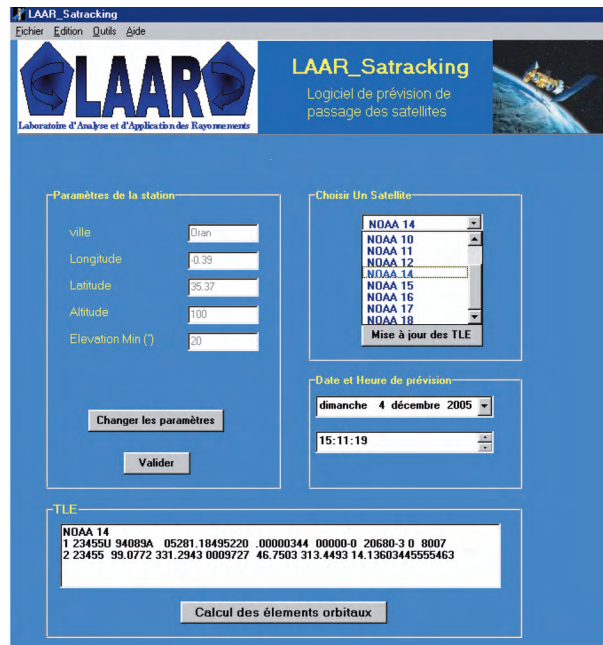 LAAR_Satracking
Fichier Edition Outils Aide
LAAR
Laboratoire d'Analyse et d'Application des Rayonnements
LAAR_Satracking
Logiciel de prévision de
passage des satellites
Paramètres de la station
ville Oran
Longitude -0.39
Latitude 35.37
Altitude 100
Elevation Min (°) 20
Changer les paramètres
Valider
Choisir Un Satellite
NOAA 14
NOAA 10
NOAA 11
NOAA 12
NOAA 14
NOAA 15
NOAA 16
NOAA 17
NOAA 18
Mise à jour des TLE
Date et Heure de prévision
dimanche 4 décembre 2005
15:11:19
TLE
NOAA 14
1 23455U 94089A 05281.18495220 .00000344 00000-0 20680-3 0 8007
2 23455 99.0772 331.2943 0009727 46.7503 313.4493 14.13603445555463
Calcul des élements orbitaux